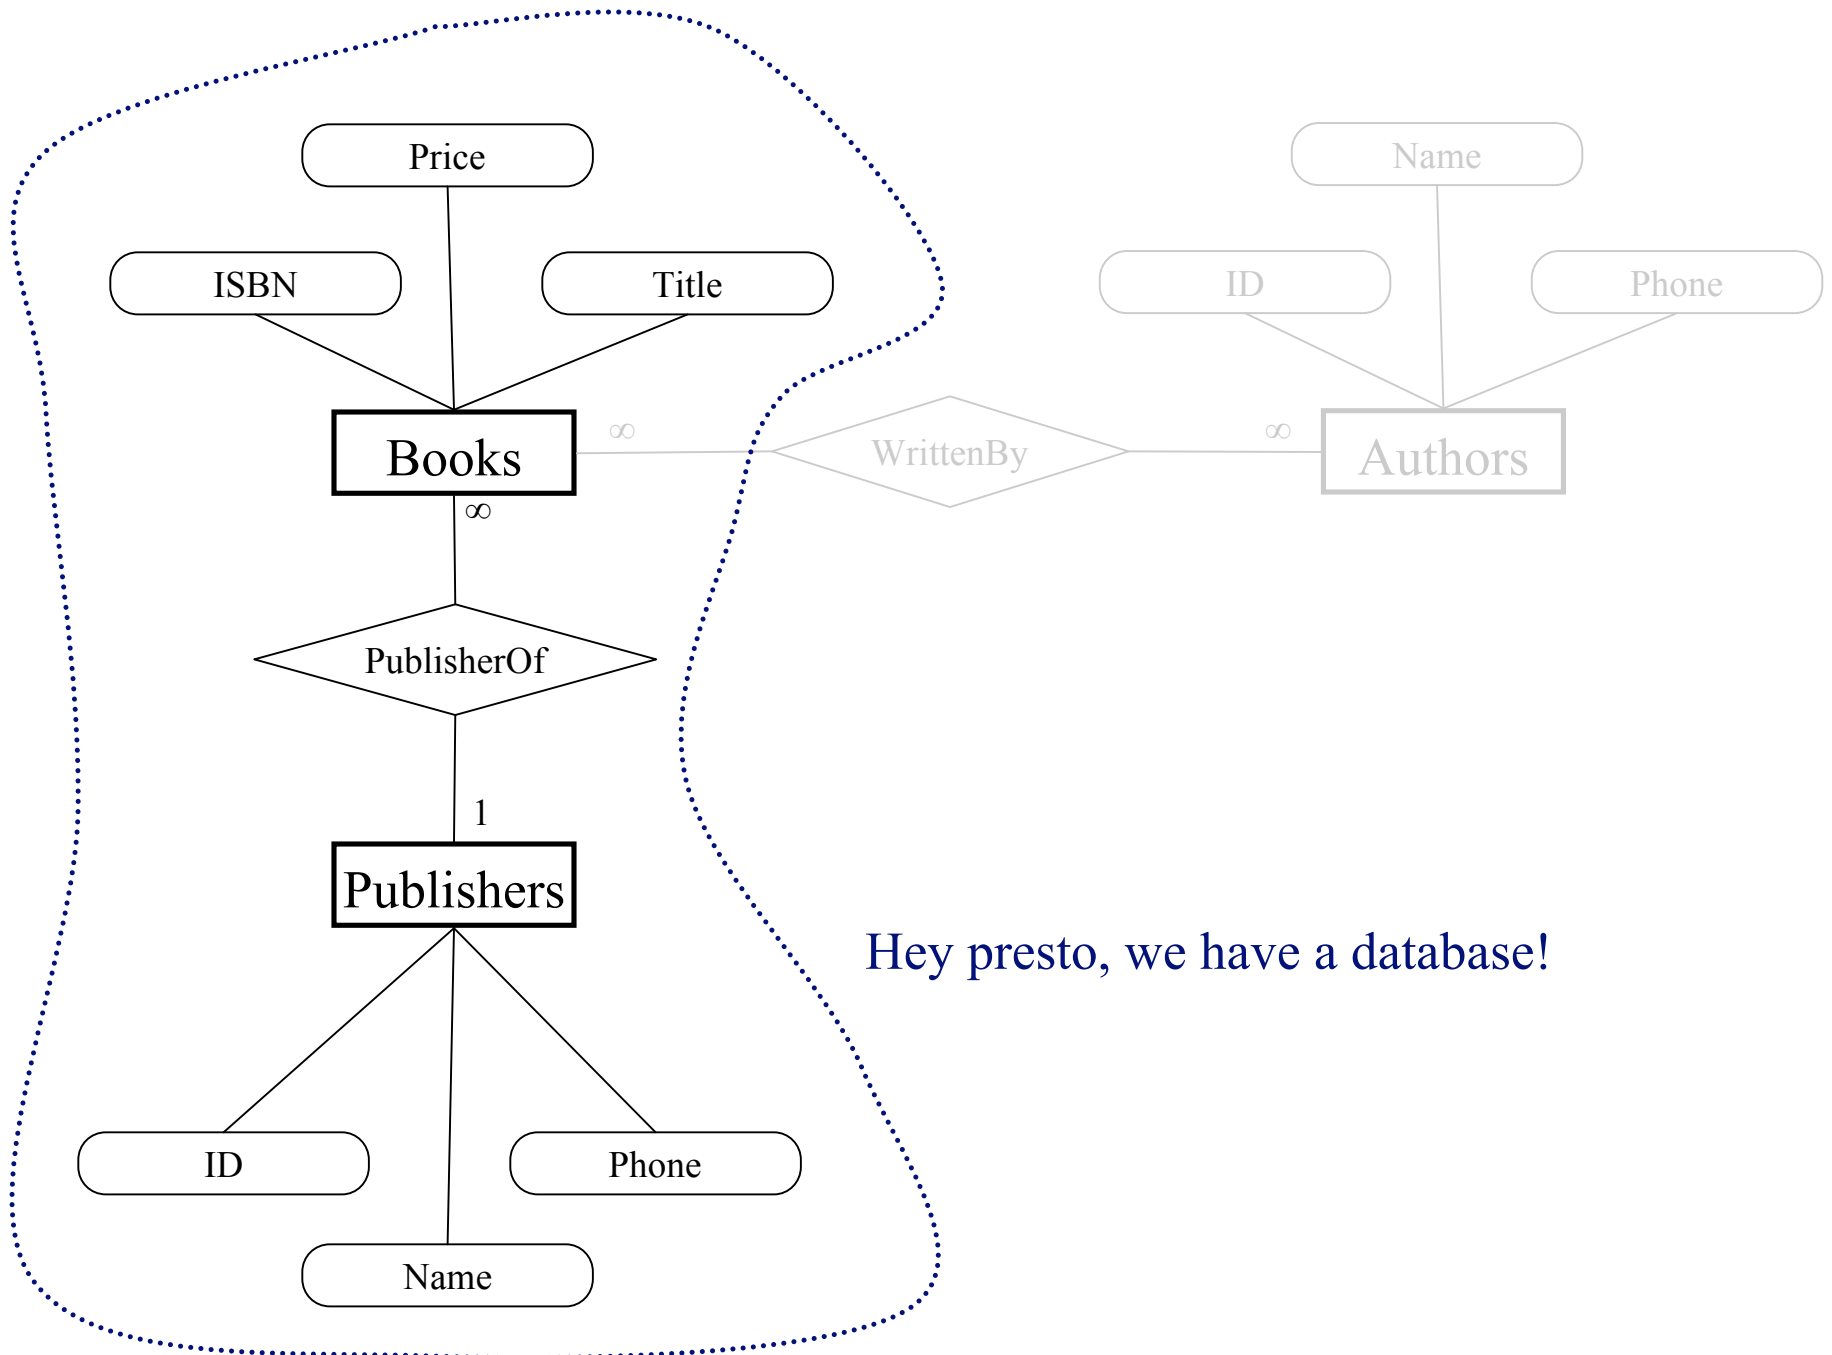 Price
Name
ISBN
Title
ID
Phone
∞
∞
Books
WrittenBy
Authors
∞
PublisherOf
1
Publishers
Hey presto, we have a database!
ID
Phone
Name